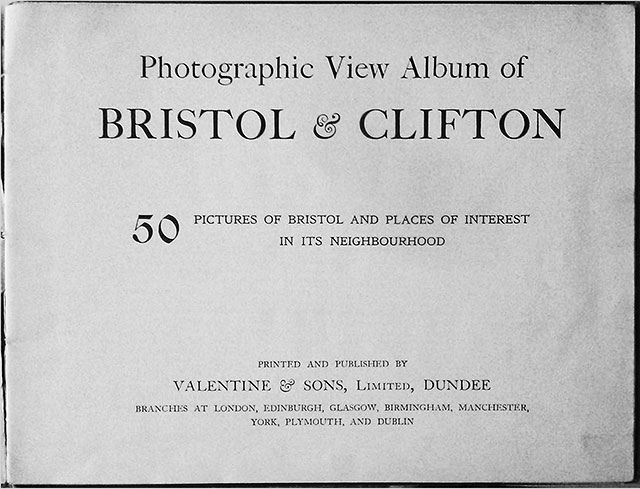 Photographic View Album of
BRISTOL & CLIFTON
50 PICTURES OF BRISTOL AND PLACES OF INTEREST
IN ITS NEIGHBOURHOOD
PRINTED AND PUBLISHED BY
VALENTINE & SONS, LIMITED, DUNDEE
BRANCHES AT LONDON, EDINBURGH, GLASGOW, BIRMINGHAM, MANCHESTER,
YORK, PLYMOUTH, AND DUBLIN